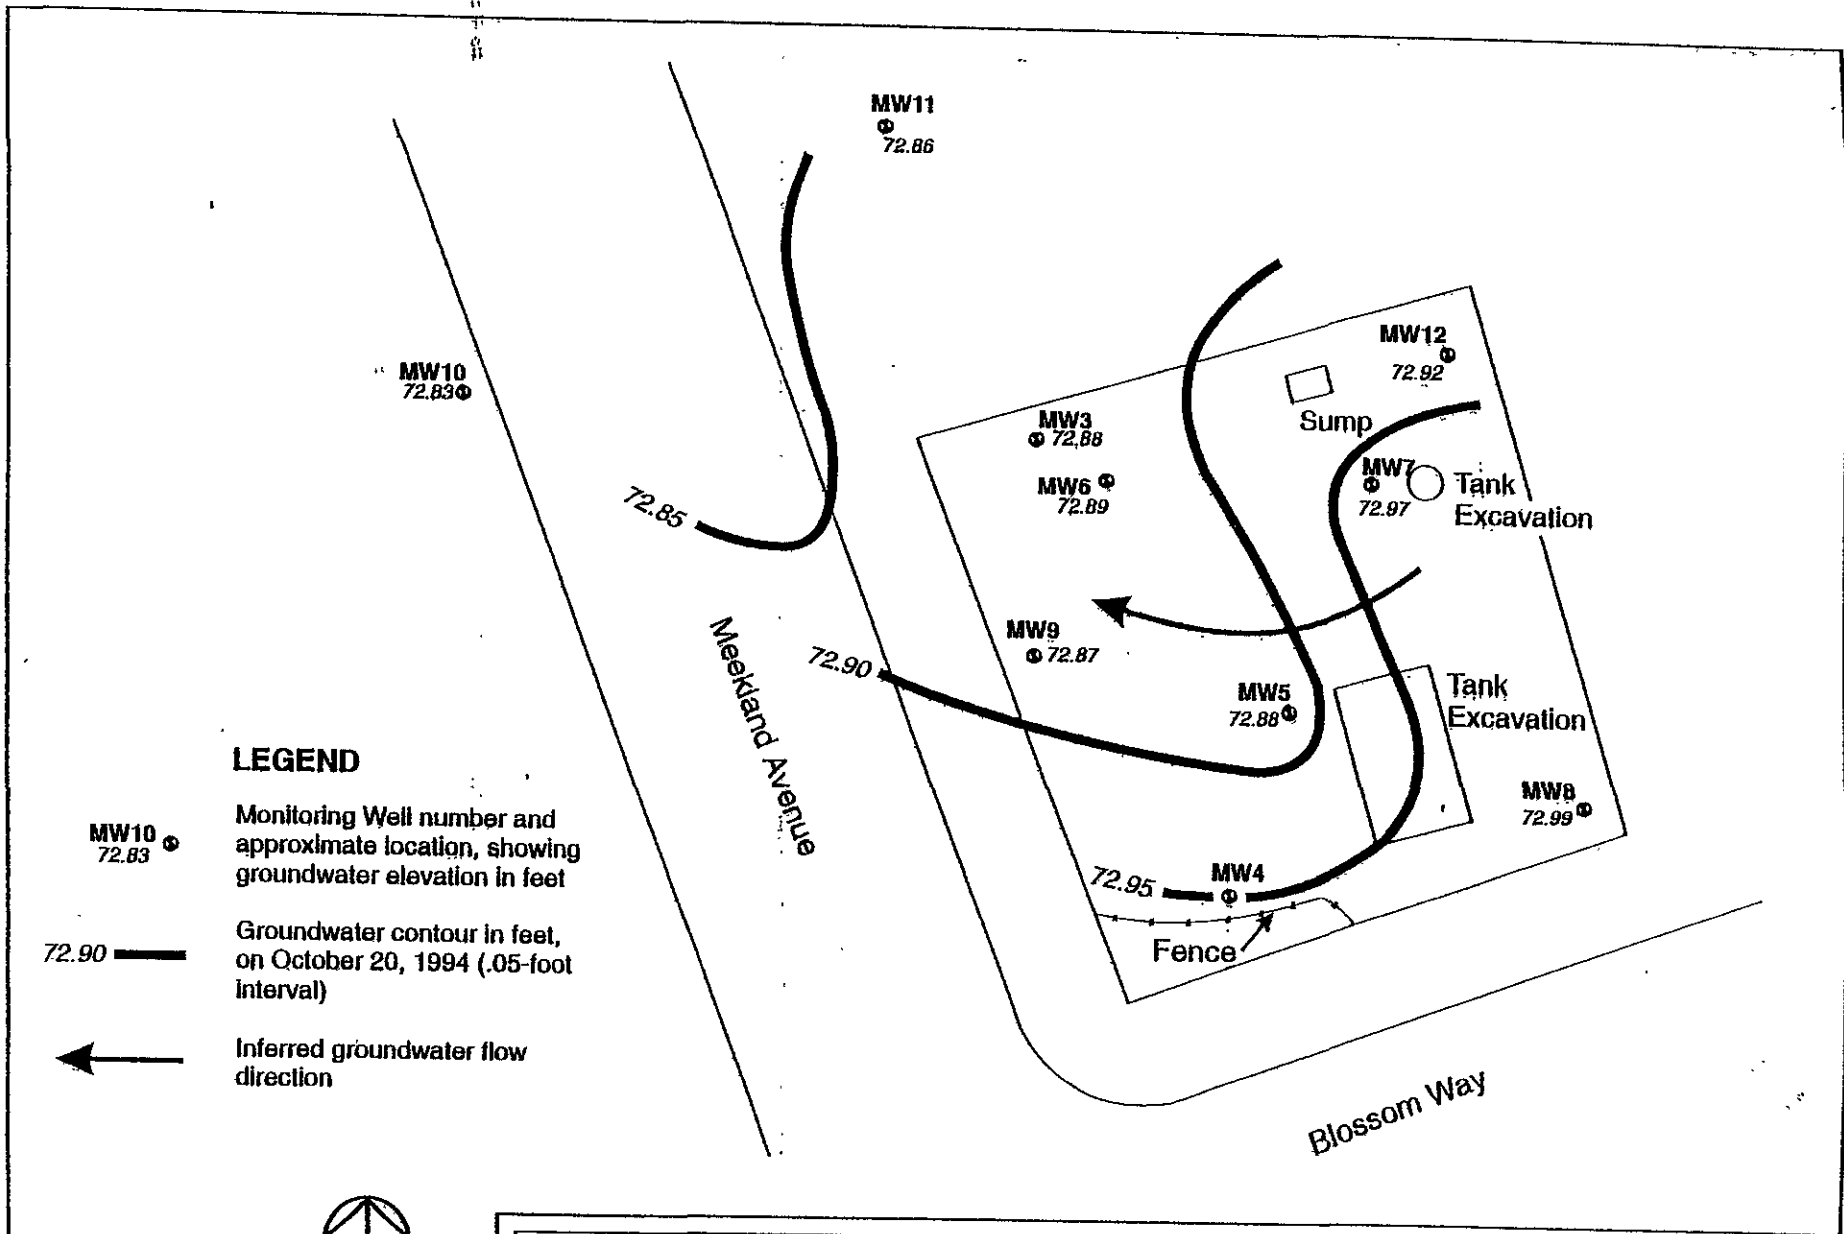 MW11
72.86
MW10
72.83
MW12
72.92
Sump
MW3
72.88
MW6
72.89
MW7
72.97
Tank
Excavation
72.85
MW9
72.87
72.90
Meekland Avenue
MW5
72.88
Tank
Excavation
MW8
72.99
72.95
MW4
Fence
Blossom Way
LEGEND
MW10
72.83
Monitoring Well number and
approximate location, showing
groundwater elevation in feet
72.90
Groundwater contour in feet,
on October 20, 1994 (.05-foot
interval)
Inferred groundwater flow
direction